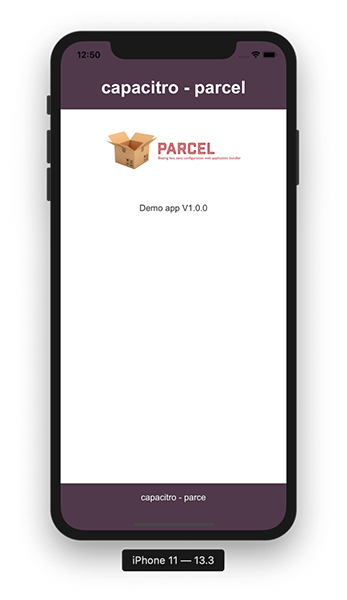 12:50
capacitro - parcel
PARCEL
Blazing fast, zero configuration web application bundler
Demo app V1.0.0
capacitro - parce
iPhone 11 — 13.3